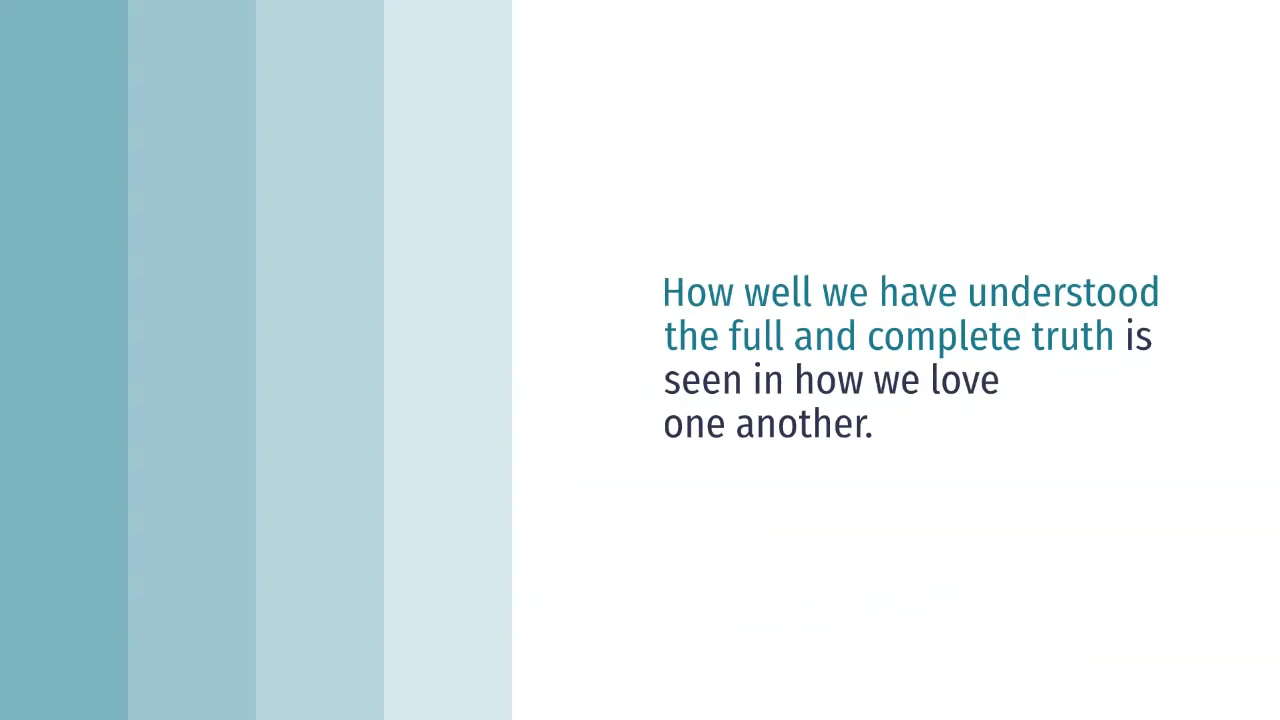 How well we have understood
the full and complete truth is
seen in how we love
one another.